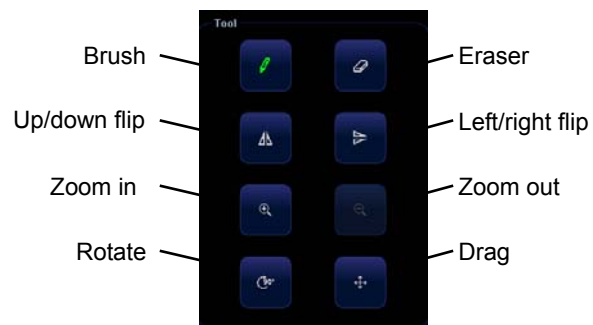 Tool
Brush
Eraser
Up/down flip
Left/right flip
Zoom in
Zoom out
Rotate
Drag